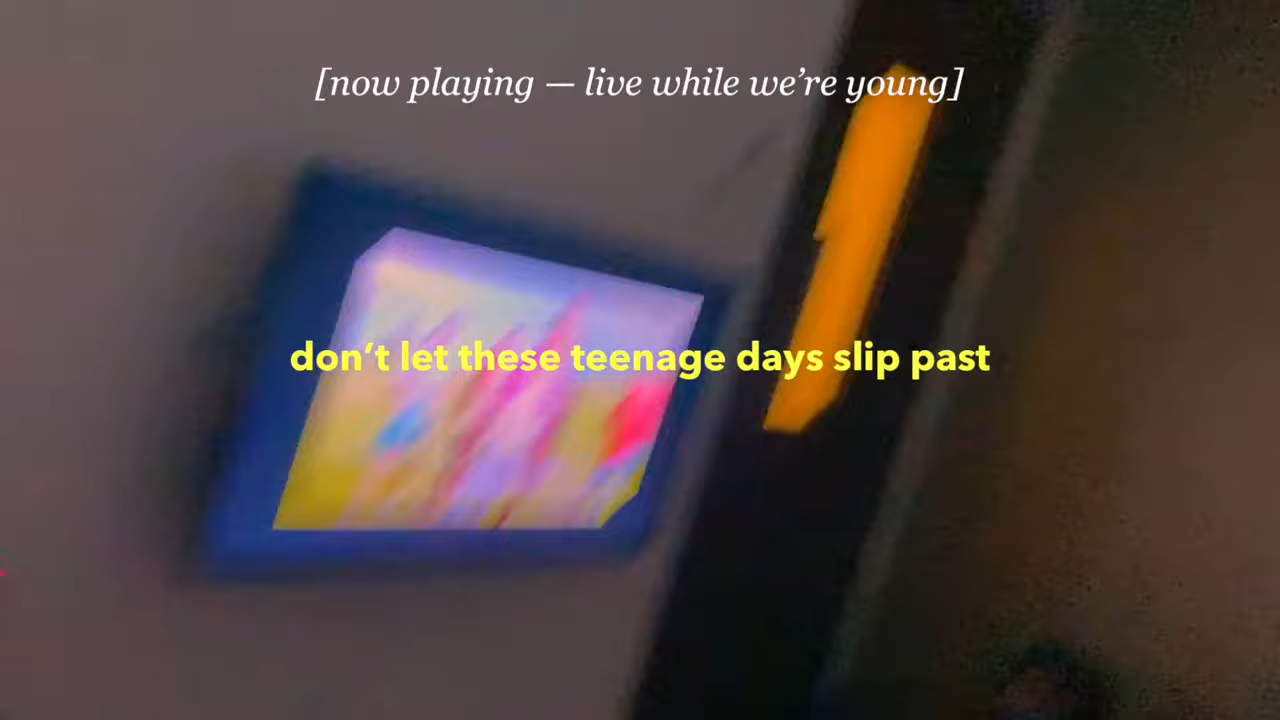 [now playing — live while we’re young]
don’t let these teenage days slip past